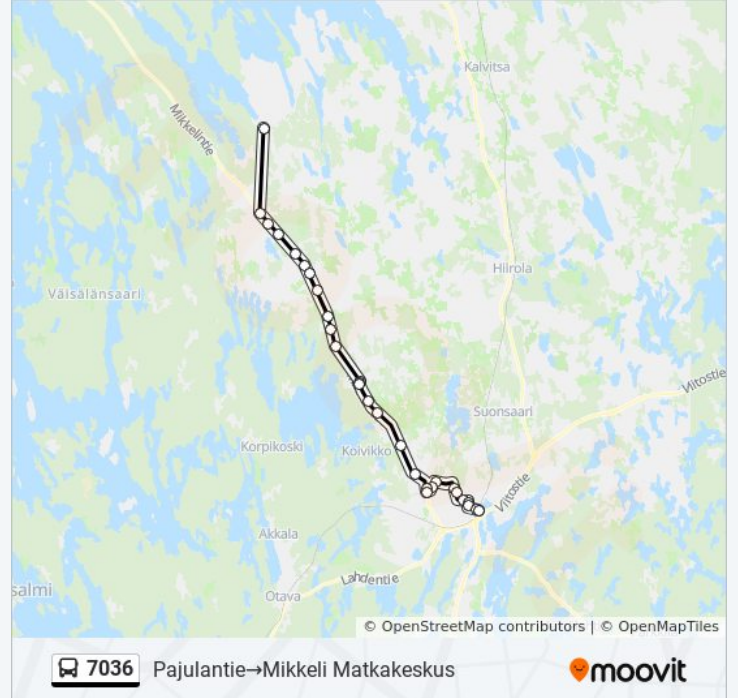 Kalvitsa
Mikkelintie
Hiirola
Väisälänsaari
Viitostie
Suonsaari
Korpikoski
Koivikko
Viitostie
Akkala
Lahdentie
salmi
Otava
© OpenStreetMap contributors | © OpenMapTiles
7036 Pajulantie→Mikkeli Matkakeskus
moovit